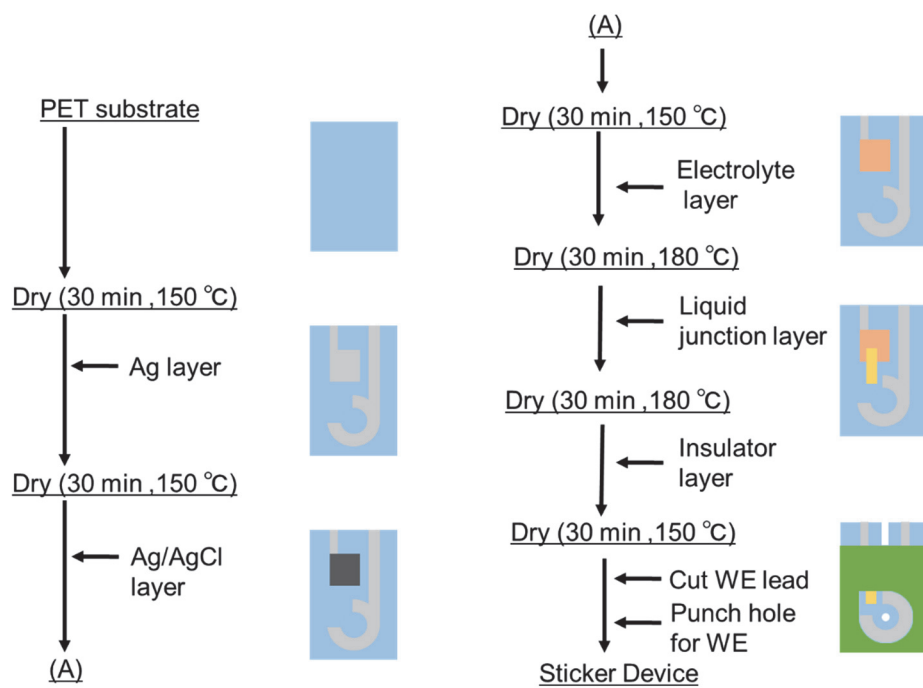 PET substrate
Dry (30 min ,150 ℃)
Ag layer
Dry (30 min ,150 ℃)
Ag/AgCl
layer
(A)
(A)
Dry (30 min ,150 ℃)
Electrolyte
layer
Dry (30 min ,180 ℃)
Liquid
junction layer
Dry (30 min ,180 ℃)
Insulator
layer
Dry (30 min ,150 ℃)
Cut WE lead
Punch hole
for WE
Sticker Device